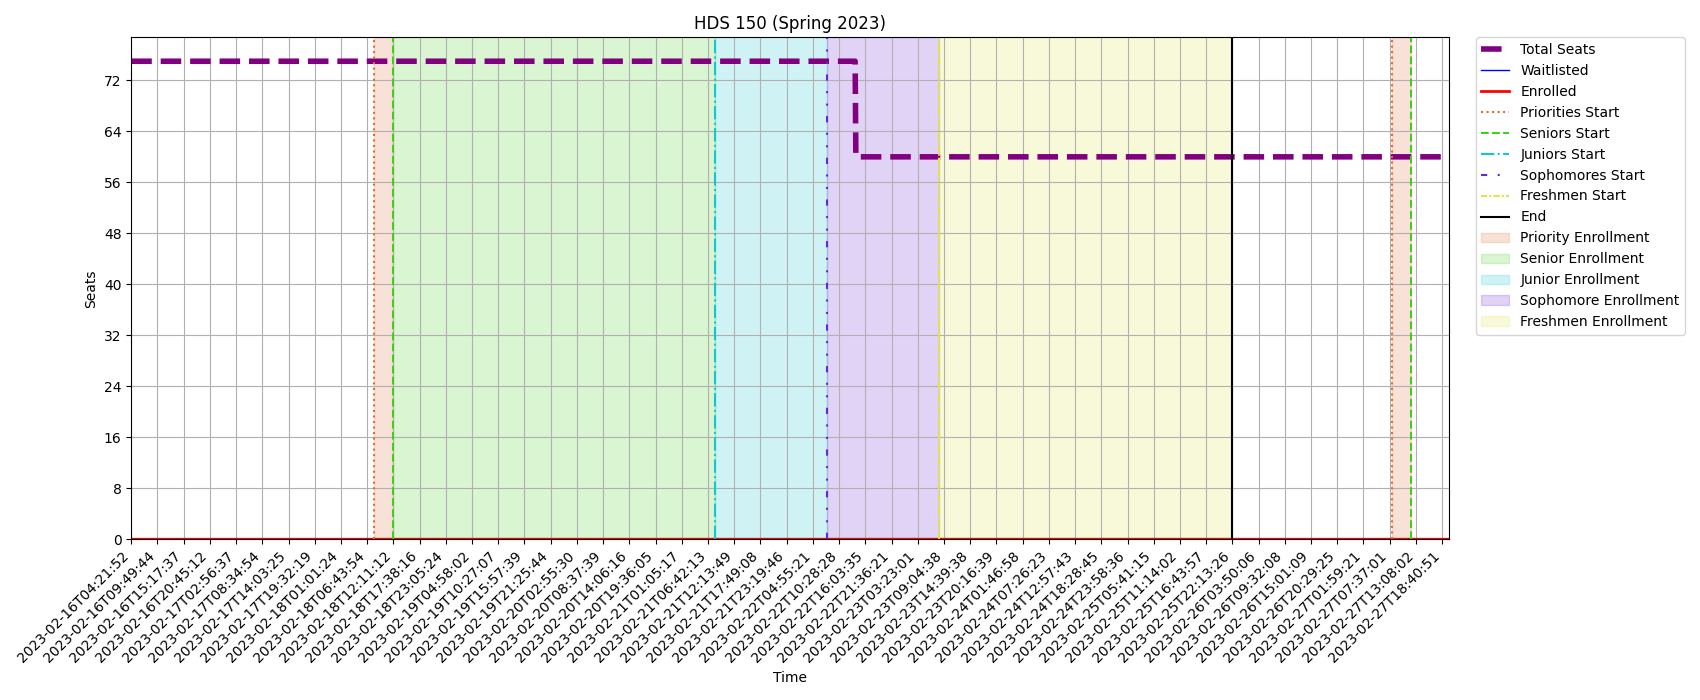 HDS 150 (Spring 2023)
Total Seats
Waitlisted
Enrolled
Priorities Start
Seniors Start
Juniors Start
Sophomores Start
Freshmen Start
End
Priority Enrollment
Senior Enrollment
Junior Enrollment
Sophomore Enrollment
Freshmen Enrollment
Seats
72
64
56
48
40
32
24
16
8
0
2023-02-16T04:21:52
2023-02-16T09:49:44
2023-02-16T15:17:37
2023-02-16T20:45:12
2023-02-17T02:56:37
2023-02-17T08:34:54
2023-02-17T14:03:25
2023-02-17T19:32:19
2023-02-18T01:01:24
2023-02-18T06:43:54
2023-02-18T12:11:12
2023-02-18T17:38:16
2023-02-18T23:05:24
2023-02-19T04:58:02
2023-02-19T10:27:07
2023-02-19T15:57:39
2023-02-19T21:25:44
2023-02-20T02:55:30
2023-02-20T08:37:39
2023-02-20T14:06:16
2023-02-20T19:36:05
2023-02-21T01:05:17
2023-02-21T06:42:13
2023-02-21T12:13:49
2023-02-21T17:49:08
2023-02-21T23:19:46
2023-02-22T04:55:21
2023-02-22T10:28:28
2023-02-22T16:03:35
2023-02-22T21:36:21
2023-02-23T03:23:01
2023-02-23T09:04:38
2023-02-23T14:39:38
2023-02-23T20:16:39
2023-02-24T01:46:58
2023-02-24T07:26:23
2023-02-24T12:57:43
2023-02-24T18:28:45
2023-02-24T23:58:36
2023-02-25T05:41:15
2023-02-25T11:14:02
2023-02-25T16:43:57
2023-02-25T22:13:26
2023-02-26T03:50:06
2023-02-26T09:32:08
2023-02-26T15:01:09
2023-02-26T20:29:25
2023-02-27T01:59:21
2023-02-27T07:37:01
2023-02-27T13:08:02
2023-02-27T18:40:51
Time